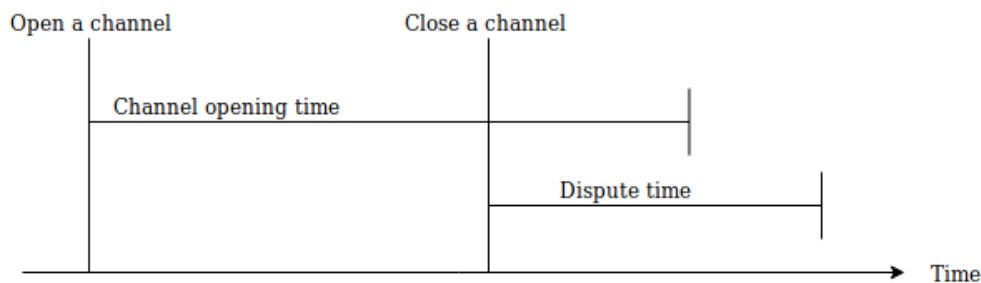 Open a channel
Close a channel
Channel opening time
Dispute time
Time